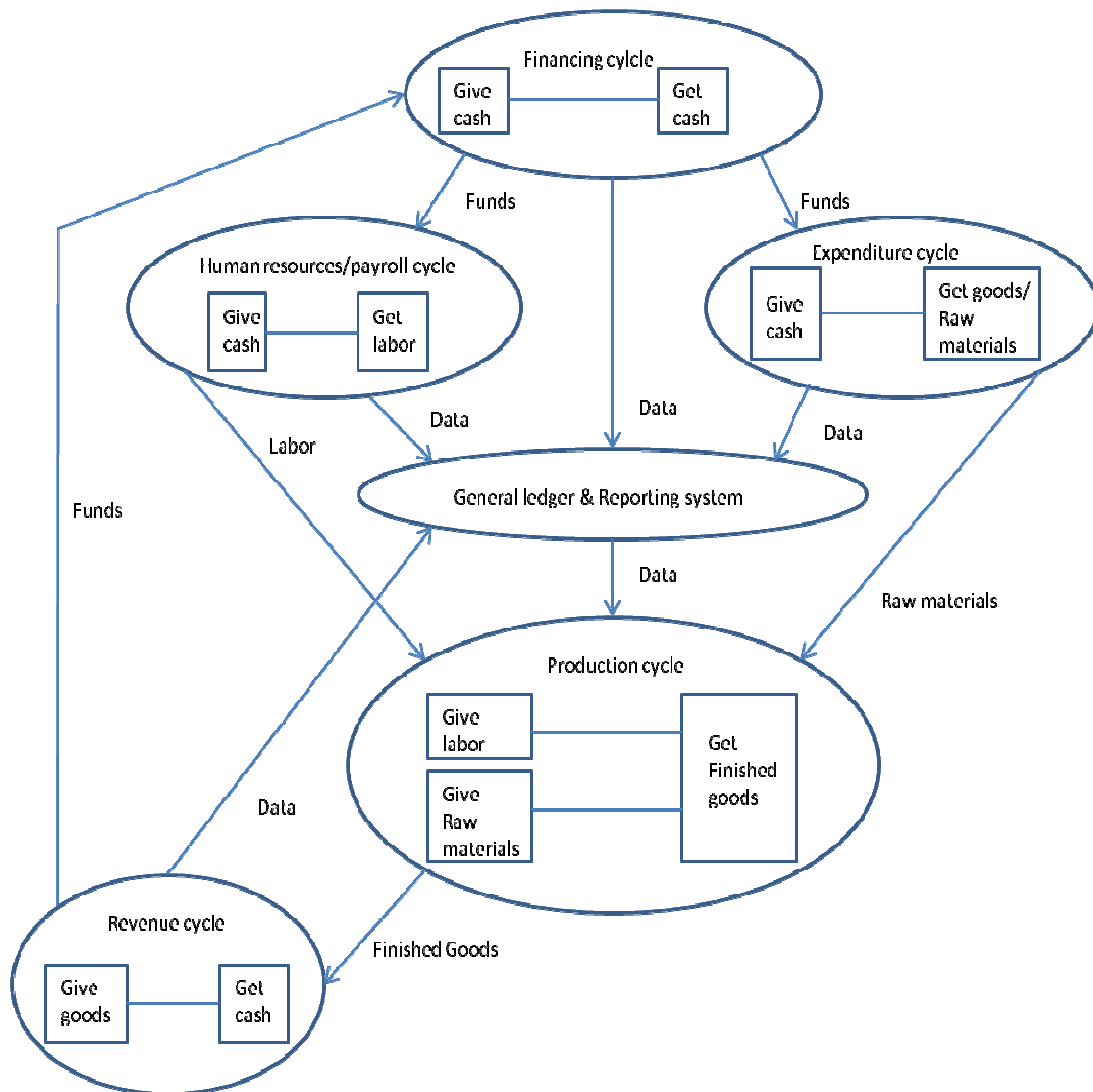 Financing cylcle
Give
cash
Get
cash
Funds
Funds
Human resources/payroll cycle
Give
cash
Get
labor
Expenditure cycle
Give
cash
Get goods/
Raw
materials
Data
Data
Data
Labor
General ledger & Reporting system
Funds
Data
Raw materials
Production cycle
Give
labor
Give
Raw
materials
Get
Finished
goods
Data
Revenue cycle
Give
goods
Get
cash
Finished Goods